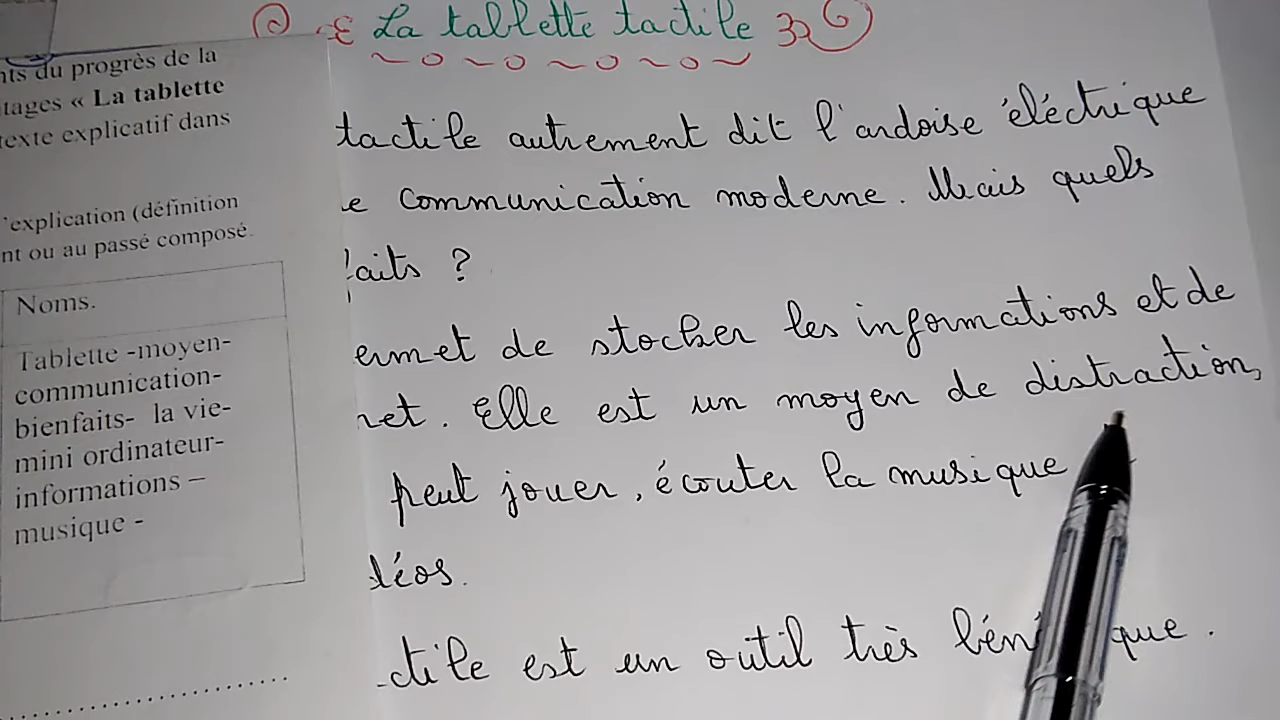 La tablette tactile
nts du progrès de la
tages « La tablette
texte explicatif dans
explication (définition
nt ou au passé composé.
Noms.
Tablette -moyen-
communication-
bienfaits- la vie-
mini ordinateur-
informations –
musique -
tactile autrement dit l'ardoise éléctrique
e communication moderne. Mais quels
faits ?
ermet de stocker les informations et de
net. Elle est un moyen de distraction,
peut jouer, écouter la musique
déos.
ctile est un outil très